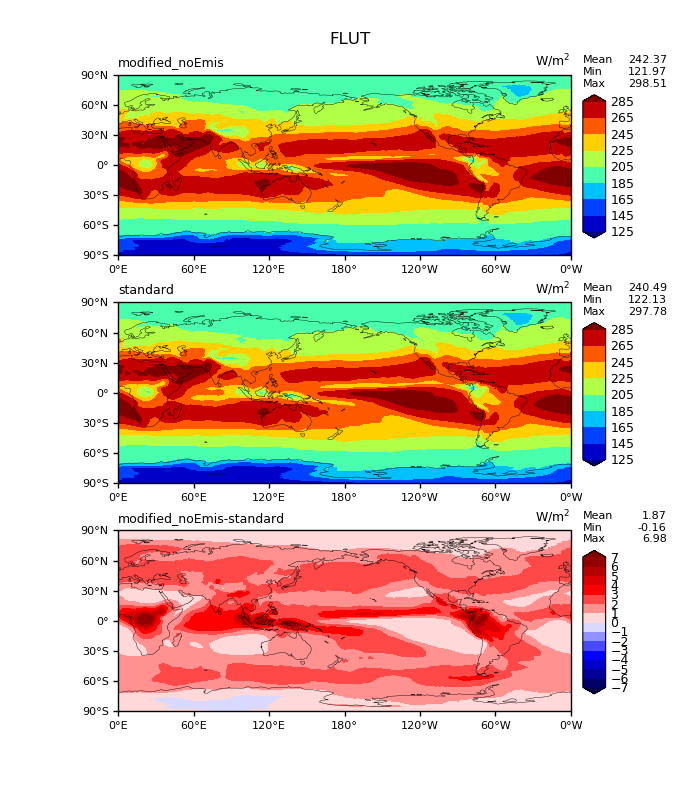 FLUT
modified_noEmis W/m² Mean 242.37
Min 121.97
Max 298.51
90°N
60°N
30°N
0°
30°S
60°S
90°S
0°E 60°E 120°E 180° 120°W 60°W 0°W
285
265
245
225
205
185
165
145
125
standard W/m² Mean 240.49
Min 122.13
Max 297.78
90°N
60°N
30°N
0°
30°S
60°S
90°S
0°E 60°E 120°E 180° 120°W 60°W 0°W
285
265
245
225
205
185
165
145
125
modified_noEmis-standard W/m² Mean 1.87
Min -0.16
Max 6.98
90°N
60°N
30°N
0°
30°S
60°S
90°S
0°E 60°E 120°E 180° 120°W 60°W 0°W
7
6
5
4
3
2
1
0
−1
−2
−3
−4
−5
−6
−7